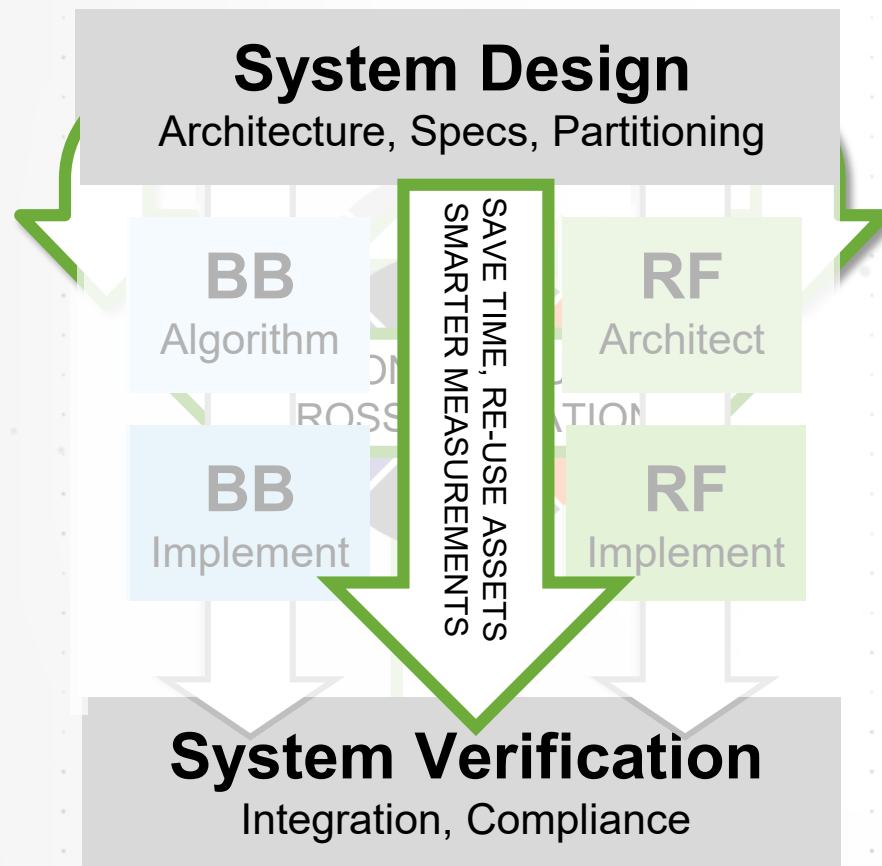 System Design
Architecture, Specs, Partitioning
BB
Algorithm
RF
Architect
SAVE TIME, RE-USE ASSETS
SMARTER MEASUREMENTS
BB
Implement
RF
Implement
System Verification
Integration, Compliance